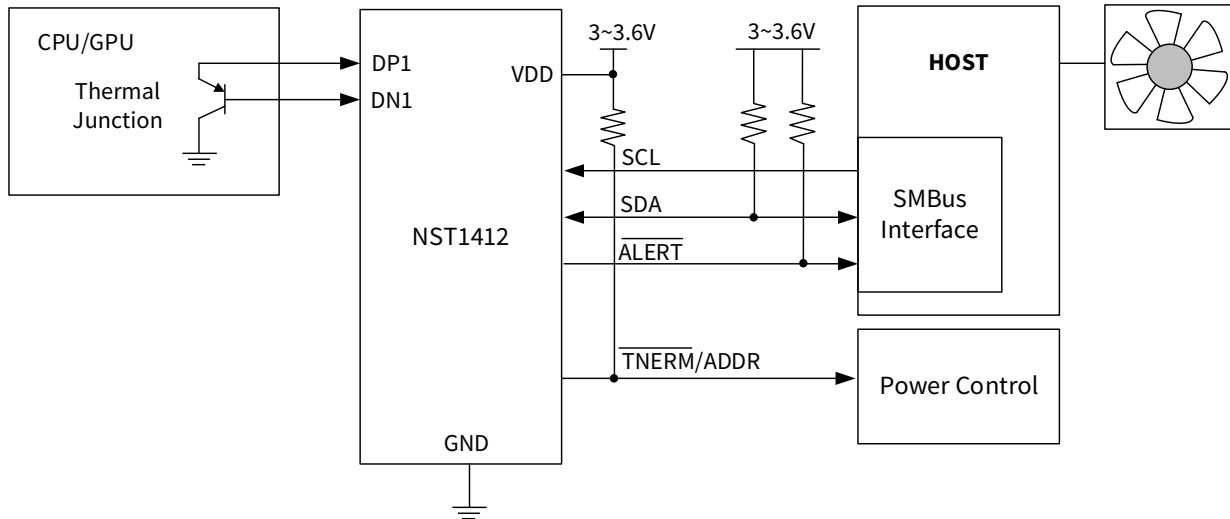 CPU/GPU
Thermal
Junction
DP1
DN1
VDD
NST1412
GND
3~3.6V
3~3.6V
SCL
SDA
ALERT
TNERM/ADDR
HOST
SMBus
Interface
Power Control